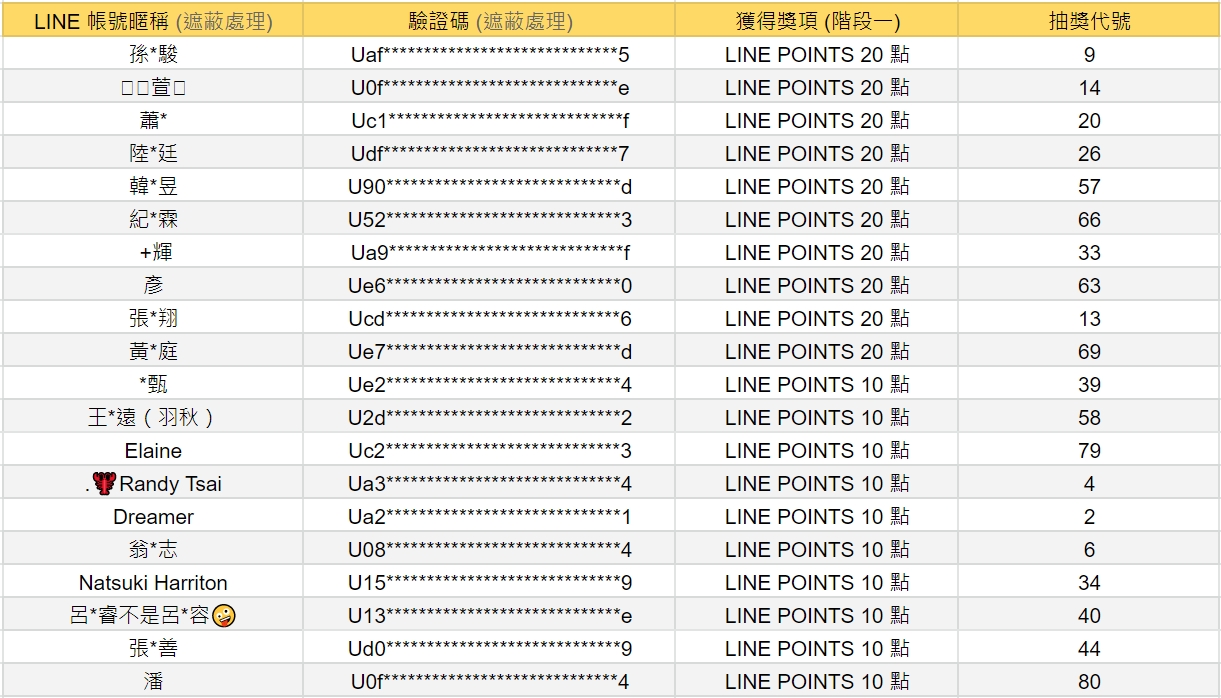 LINE 帳號暱稱 (遮蔽處理) 驗證碼 (遮蔽處理) 獲得獎項 (階段一) 抽獎代號
孫*駿 Uaf*****************************5 LINE POINTS 20 點 9
萱 U0f*****************************e LINE POINTS 20 點 14
蕭* Uc1*****************************f LINE POINTS 20 點 20
陸*廷 Udf*****************************7 LINE POINTS 20 點 26
韓*昱 U90*****************************d LINE POINTS 20 點 57
紀*霖 U52*****************************3 LINE POINTS 20 點 66
+輝 Ua9*****************************f LINE POINTS 20 點 33
彥 Ue6*****************************0 LINE POINTS 20 點 63
張*翔 Ucd*****************************6 LINE POINTS 20 點 13
黃*庭 Ue7*****************************d LINE POINTS 20 點 69
*甄 Ue2*****************************4 LINE POINTS 10 點 39
王*遠（羽秋） U2d*****************************2 LINE POINTS 10 點 58
Elaine Uc2*****************************3 LINE POINTS 10 點 79
.🦞Randy Tsai Ua3*****************************4 LINE POINTS 10 點 4
Dreamer Ua2*****************************1 LINE POINTS 10 點 2
翁*志 U08*****************************4 LINE POINTS 10 點 6
Natsuki Harriton U15*****************************9 LINE POINTS 10 點 34
呂*睿不是呂*容🤪 U13*****************************e LINE POINTS 10 點 40
張*善 Ud0*****************************9 LINE POINTS 10 點 44
潘 U0f*****************************4 LINE POINTS 10 點 80